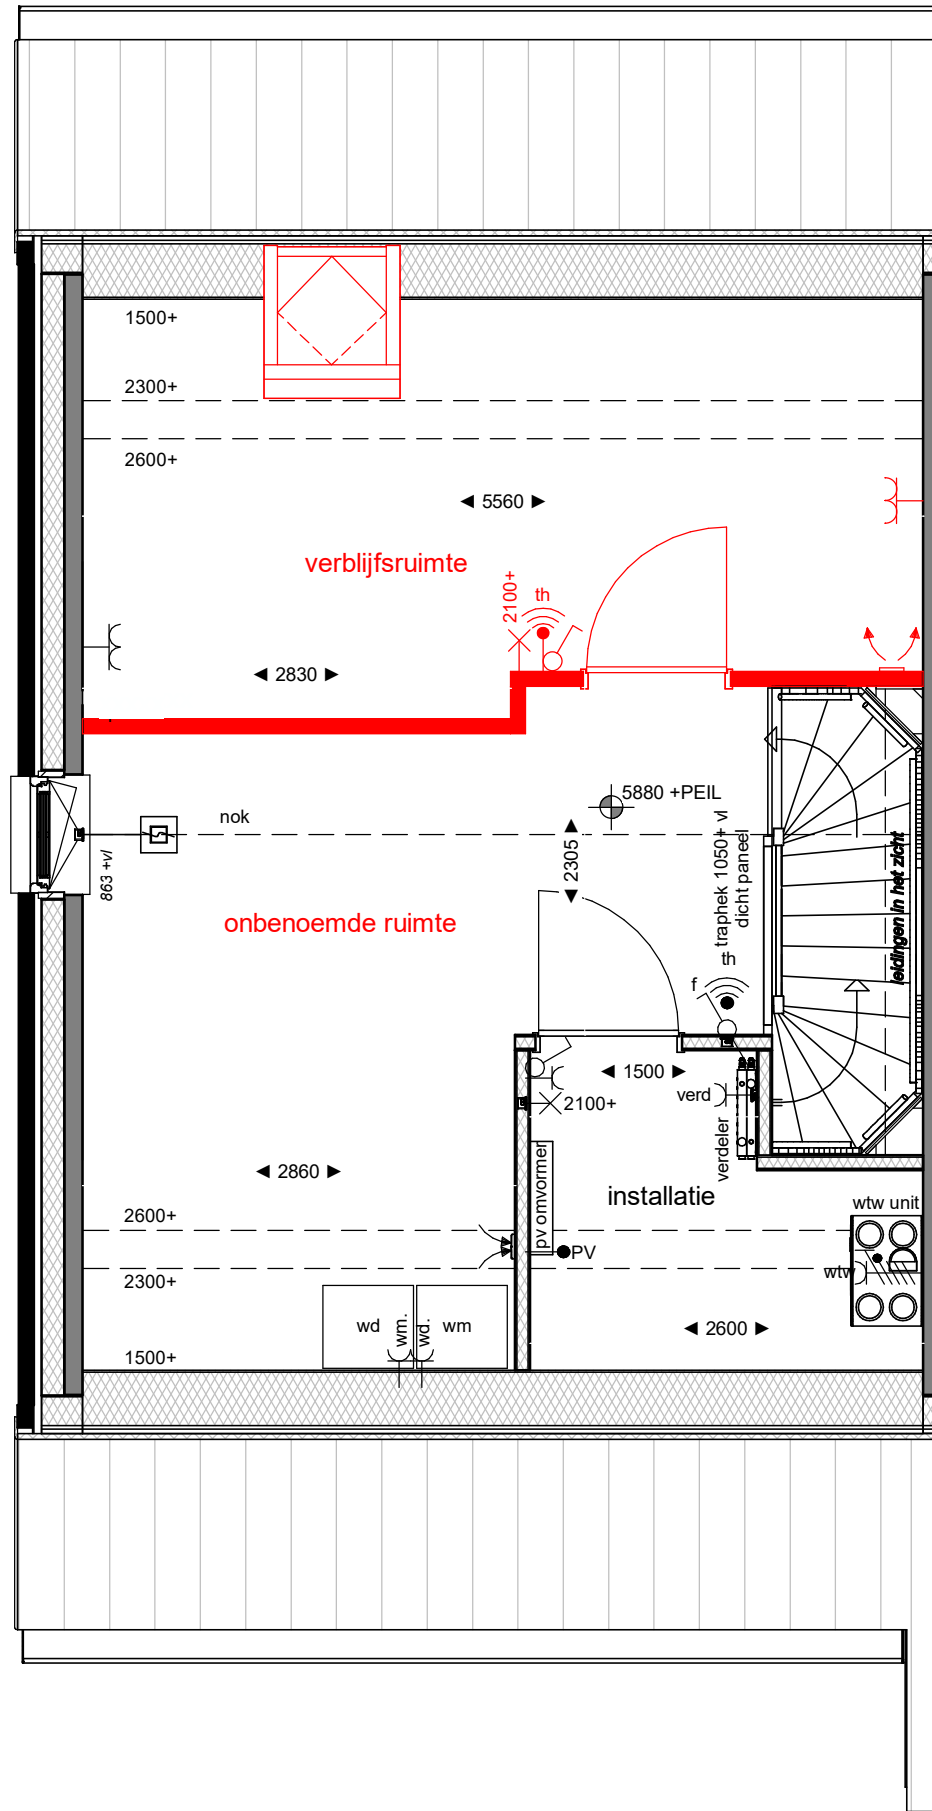 1500+
2300+
2600+
5560
verblijfsruimte
2100+
th
2830
5880 +PEIL
nok
863 +vl
2305
traphek 1050+ vl
dicht paneel
leidingen in het zicht
onbenoemde ruimte
th
f
1500
verd
2100+
verdeler
2860
pv omvormer
installatie
wtw unit
2600+
PV
wtw
2300+
wd
wm.
wd.
wm
2600
1500+